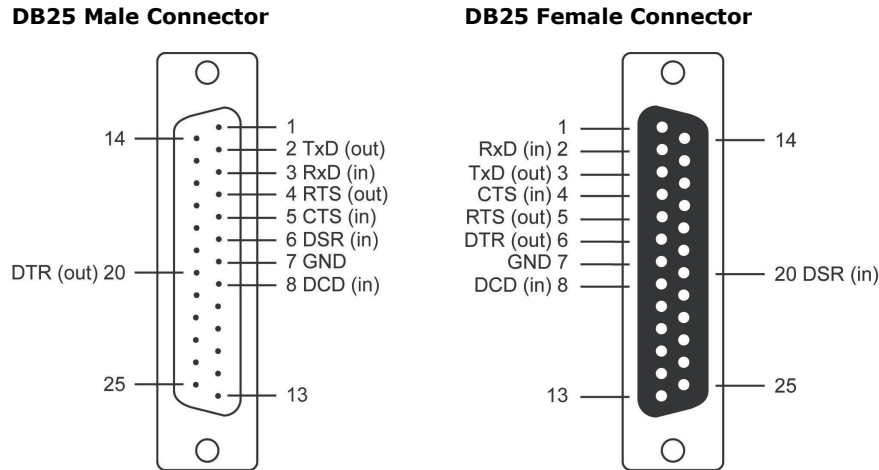 DB25 Male Connector
14
DTR (out) 20
25
1
2 TxD (out)
3 RxD (in)
4 RTS (out)
5 CTS (in)
6 DSR (in)
7 GND
8 DCD (in)
13
DB25 Female Connector
1
RxD (in) 2
TxD (out) 3
CTS (in) 4
RTS (out) 5
DTR (out) 6
GND 7
DCD (in) 8
13
14
20 DSR (in)
25